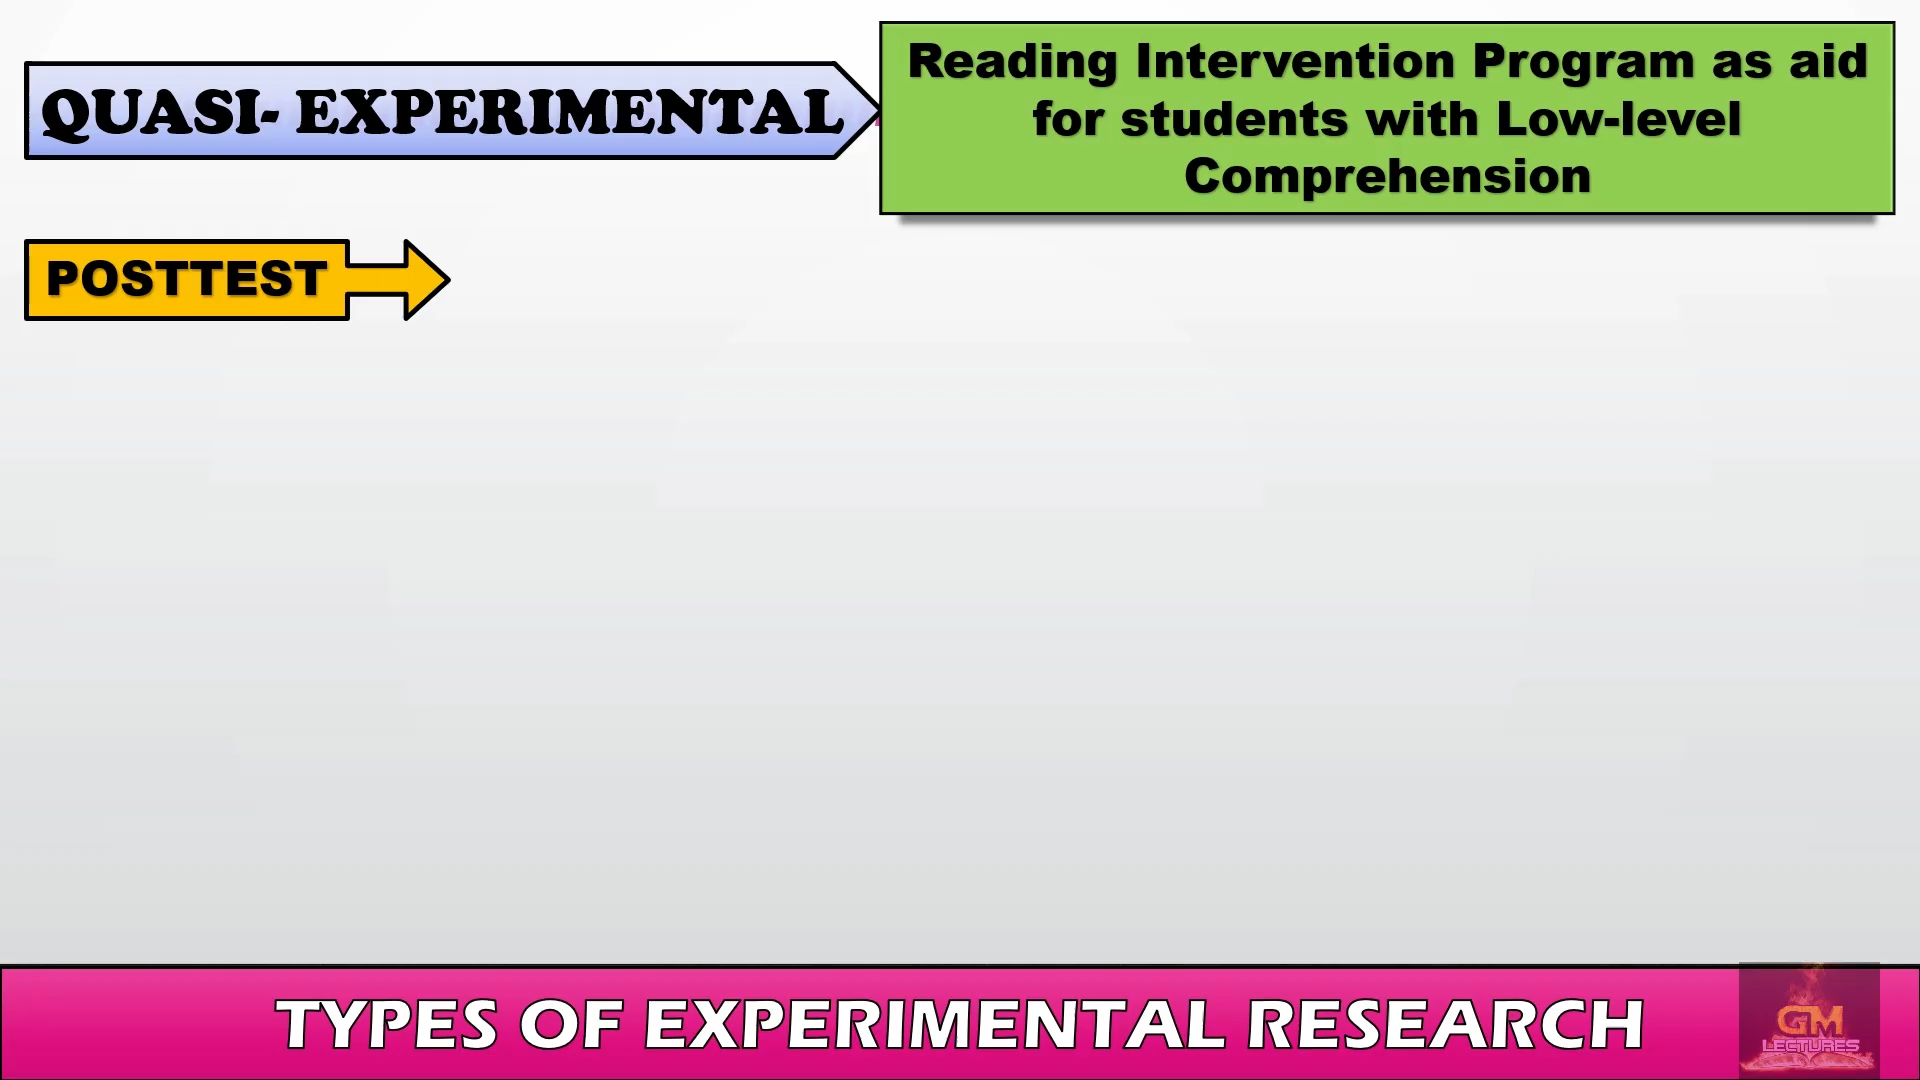 QUASI- EXPERIMENTAL
Reading Intervention Program as aid
for students with Low-level
Comprehension
POSTTEST
TYPES OF EXPERIMENTAL RESEARCH
GM
LECTURES